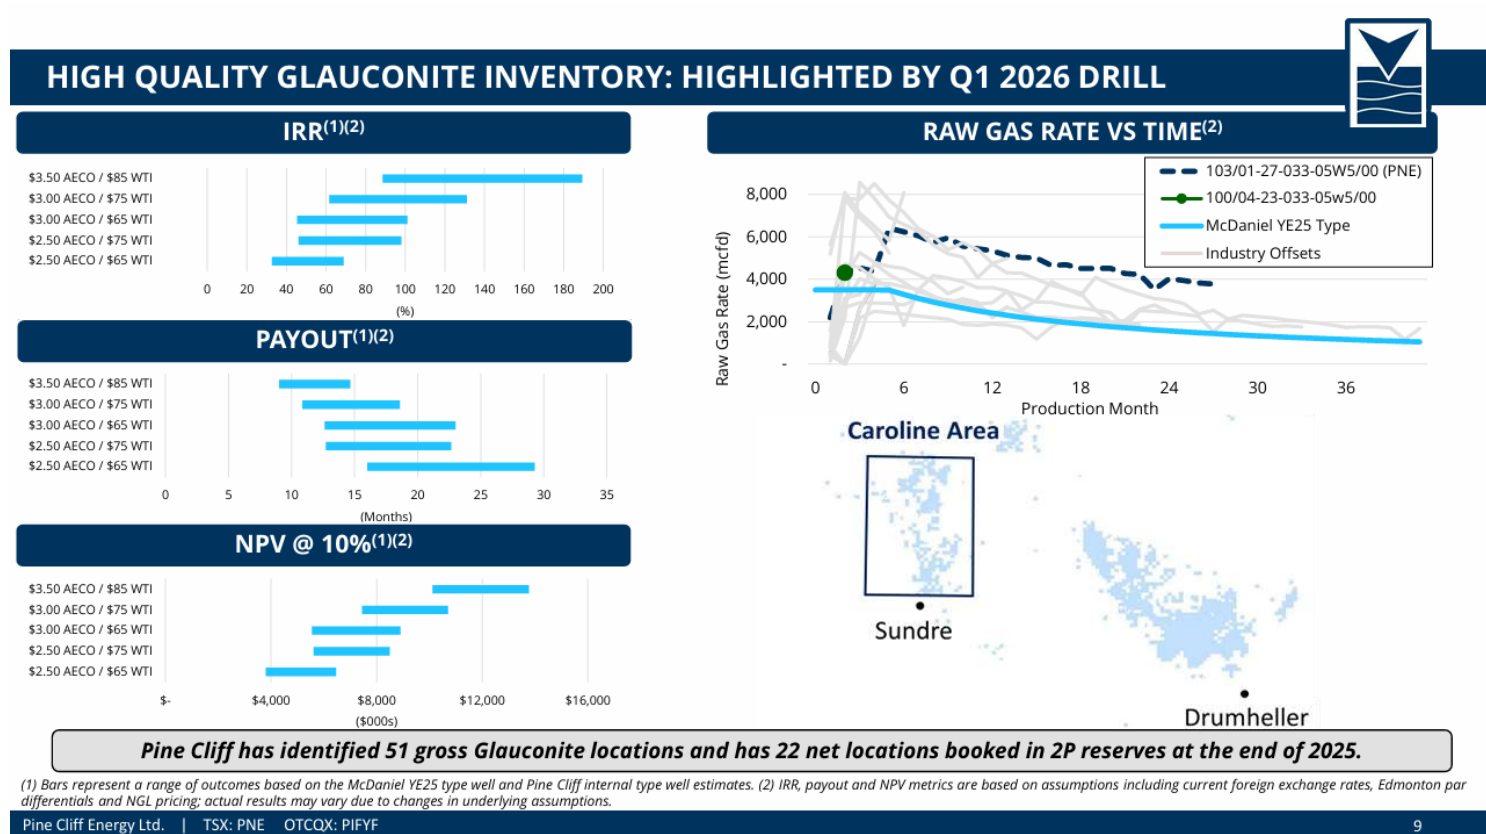 HIGH QUALITY GLAUCONITE INVENTORY: HIGHLIGHTED BY Q1 2026 DRILL
IRR(1)(2)
$3.50 AECO / $85 WTI
$3.00 AECO / $75 WTI
$3.00 AECO / $65 WTI
$2.50 AECO / $75 WTI
$2.50 AECO / $65 WTI
0 20 40 60 80 100 120 140 160 180 200
(%)
PAYOUT(1)(2)
$3.50 AECO / $85 WTI
$3.00 AECO / $75 WTI
$3.00 AECO / $65 WTI
$2.50 AECO / $75 WTI
$2.50 AECO / $65 WTI
0 5 10 15 20 25 30 35
(Months)
NPV @ 10%(1)(2)
$3.50 AECO / $85 WTI
$3.00 AECO / $75 WTI
$3.00 AECO / $65 WTI
$2.50 AECO / $75 WTI
$2.50 AECO / $65 WTI
$- $4,000 $8,000 $12,000 $16,000
($000s)
RAW GAS RATE VS TIME(2)
103/01-27-033-05W5/00 (PNE)
100/04-23-033-05w5/00
McDaniel YE25 Type
Industry Offsets
Raw Gas Rate (mcfd)
8,000
6,000
4,000
2,000
-
0 6 12 18 24 30 36
Production Month
Caroline Area
Sundre
Drumheller
Pine Cliff has identified 51 gross Glauconite locations and has 22 net locations booked in 2P reserves at the end of 2025.
(1) Bars represent a range of outcomes based on the McDaniel YE25 type well and Pine Cliff internal type well estimates. (2) IRR, payout and NPV metrics are based on assumptions including current foreign exchange rates, Edmonton par
differentials and NGL pricing; actual results may vary due to changes in underlying assumptions.
Pine Cliff Energy Ltd. | TSX: PNE OTCQX: PIFYF
9